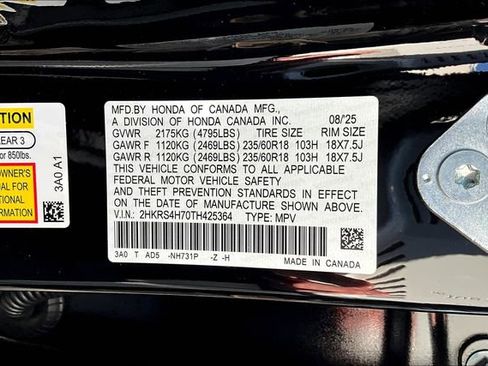 MFD.BY HONDA OF CANADA MFG.,
A DIVISION OF HONDA CANADA INC. 08/'25
GVWR 2175KG (4795LBS) TIRE SIZE RIM SIZE
GAWR F 1120KG (2469LBS) 235/60R18 103H 18X7.5J
GAWR R 1120KG (2469LBS) 235/60R18 103H 18X7.5J
THIS VEHICLE CONFORMS TO ALL APPLICABLE
FEDERAL MOTOR VEHICLE SAFETY
AND THEFT PREVENTION STANDARDS IN EFFECT
ON THE DATE OF MANUFACTURE SHOWN ABOVE.
V.I.N.: 2HKRS4H70TH425364 TYPE: MPV
3A0 T AD5 -NH731P -Z -H
MADE IN CANADA
TION
EAR 3
or 850lbs.
WNER'S
UAL FOR
TIONAL
RMATION
3A0 A1